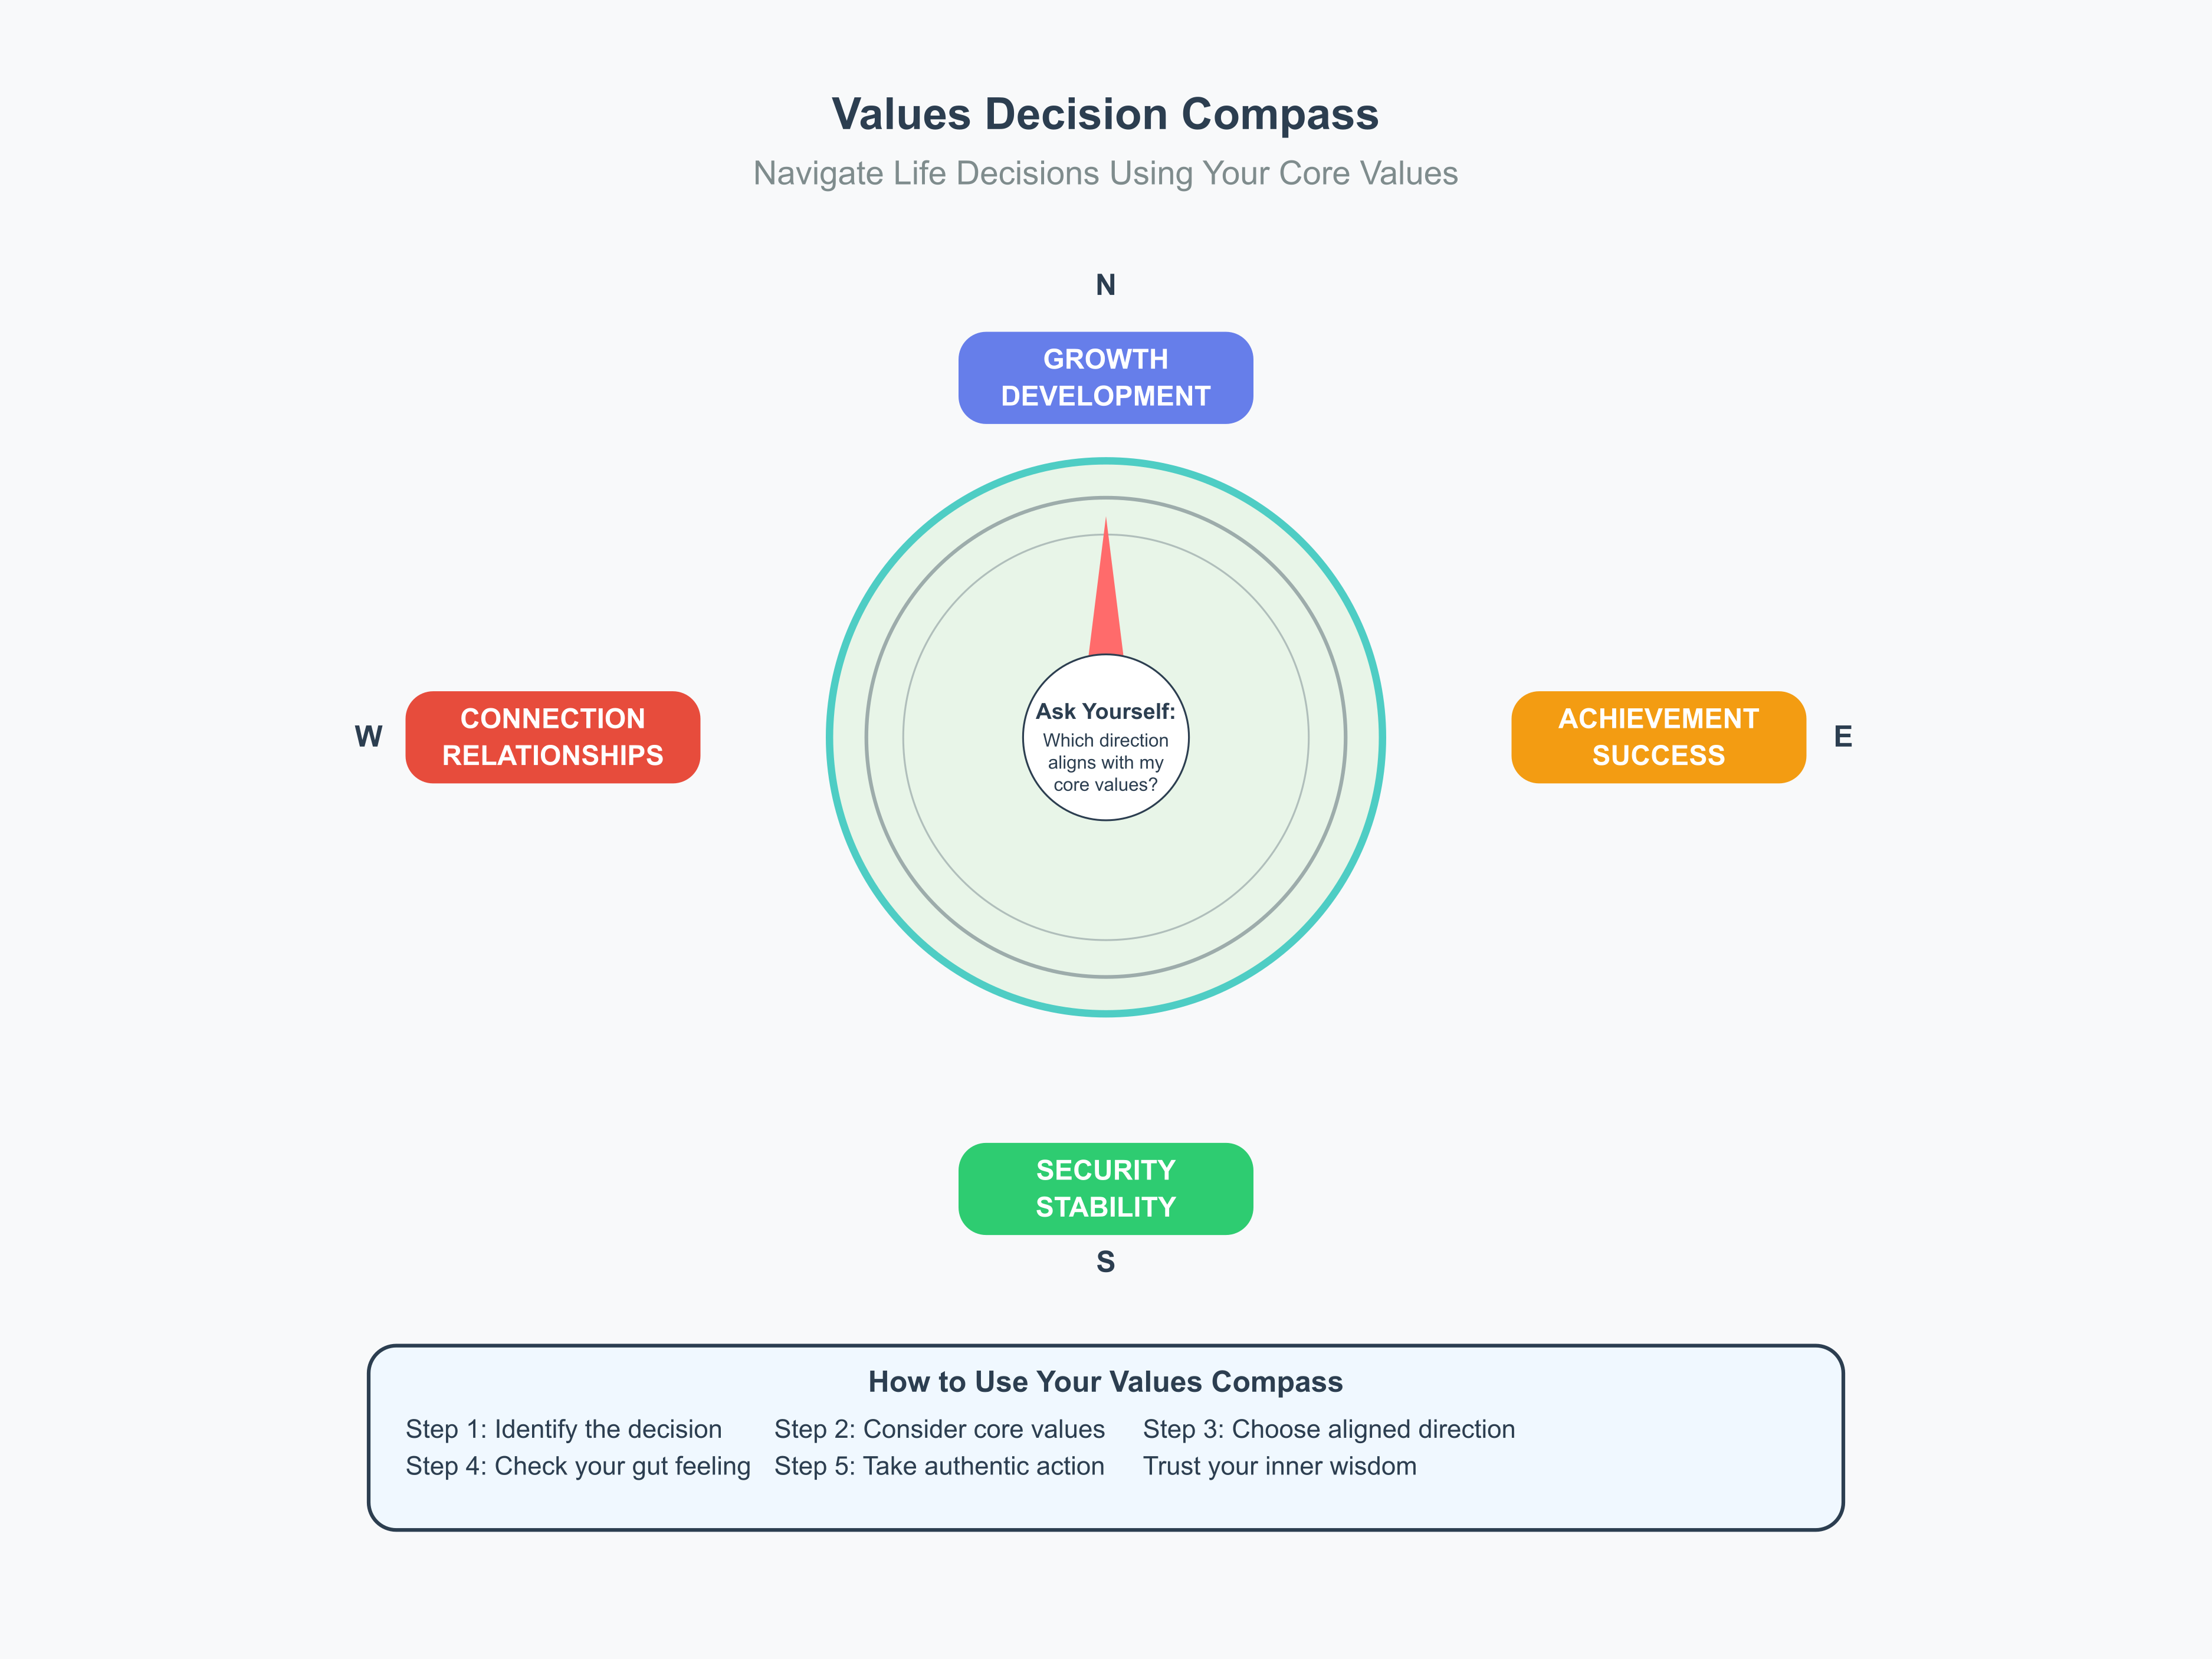 Values Decision Compass
Navigate Life Decisions Using Your Core Values
N
GROWTH
DEVELOPMENT
W
CONNECTION
RELATIONSHIPS
Ask Yourself:
Which direction
aligns with my
core values?
ACHIEVEMENT
SUCCESS
E
SECURITY
STABILITY
S
How to Use Your Values Compass
Step 1: Identify the decision
Step 2: Consider core values
Step 3: Choose aligned direction
Step 4: Check your gut feeling
Step 5: Take authentic action
Trust your inner wisdom